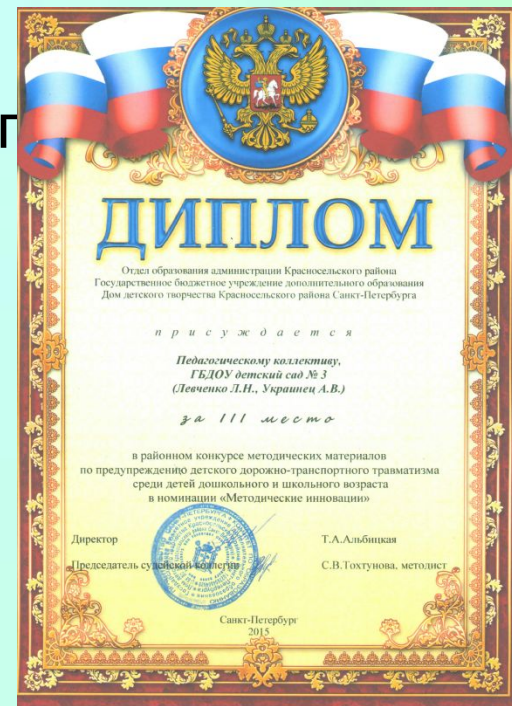 П
ДИПЛОМ
Отдел образования администрации Красносельского района
Государственное бюджетное учреждение дополнительного образования
Дом детского творчества Красносельского района Санкт-Петербурга
присуждается
Педагогическому коллективу,
ГБДОУ детский сад № 3
(Левченко Л.Н., Украинец А.В.)
за III место
в районном конкурсе методических материалов
по предупреждению детского дорожно-транспортного травматизма
среди детей дошкольного и школьного возраста
в номинации «Методические инновации»
Директор Т.А.Альбицкая
Председатель судейской коллегии С.В.Тохтунова, методист
Санкт-Петербург
2015